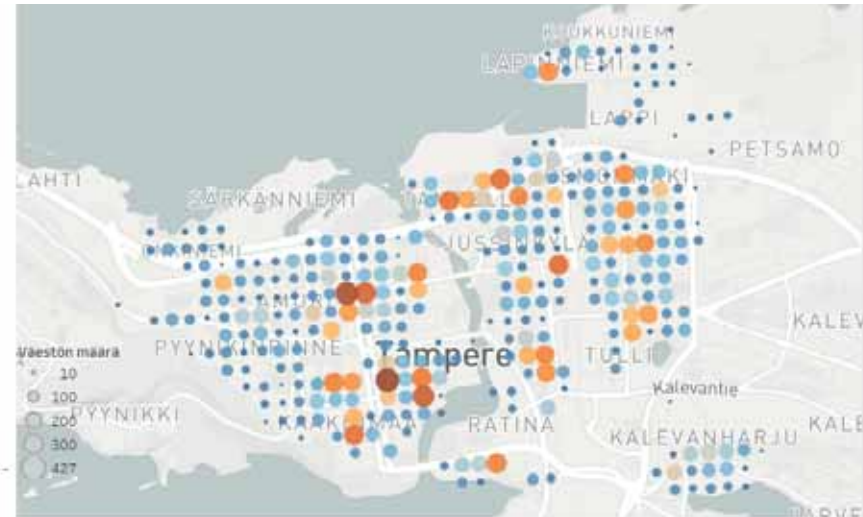 LAPINNIEMI
LAPPI
PETSAMO
LAHTI
SÄRKÄNNIEMI
JUSSINKYLÄ
AMURI
KALEV
Väestön määrä
10
100
200
300
427
PYYNIKINRINNE
Tampere
TULLI
Kalevantie
PYYNIKKI
KAAKINMAA
RATINA
KALEVANHARJU
KALE